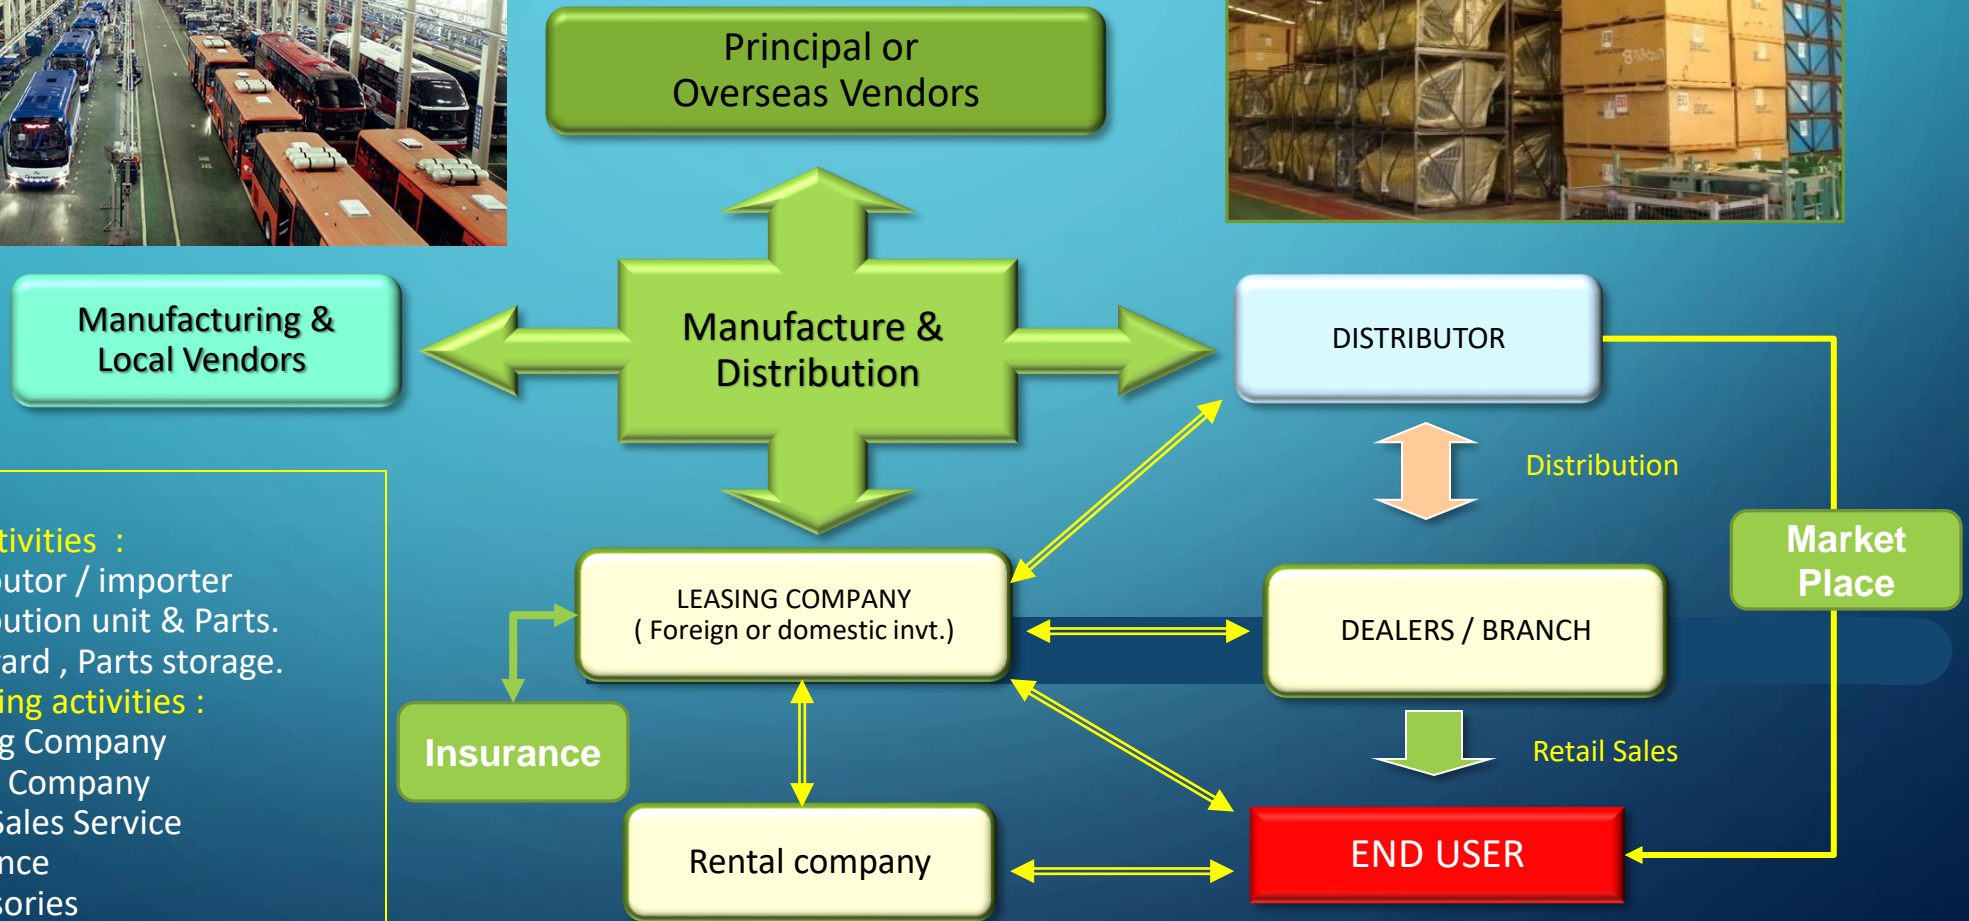 Principal or
Overseas Vendors
Manufacturing &
Local Vendors
Manufacture &
Distribution
DISTRIBUTOR
Distribution
Market
Place
LEASING COMPANY
( Foreign or domestic invt.)
DEALERS / BRANCH
Insurance
Retail Sales
Rental company
END USER
tivities :
butor / importer
bution unit & Parts.
ard , Parts storage.
ing activities :
g Company
Company
Sales Service
nce
sories